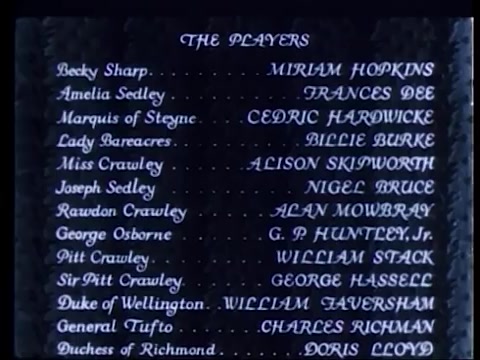 THE PLAYERS
Becky Sharp. . . . . . . . . . . MIRIAM HOPKINS
Amelia Sedley . . . . . . . . . . . FRANCES DEE
Marquis of Steyne . . . . CEDRIC HARDWICKE
Lady Bareacres . . . . . . . . . . BILLIE BURKE
Miss Crawley . . . . . . . ALISON SKIPWORTH
Joseph Sedley . . . . . . . . . . . NIGEL BRUCE
Rawdon Crawley . . . . . . . ALAN MOWBRAY
George Osborne . . . . . . . G. P. HUNTLEY, Jr.
Pitt Crawley. . . . . . . . . . WILLIAM STACK
Sir Pitt Crawley. . . . . . . GEORGE HASSELL
Duke of Wellington. . WILLIAM FAVERSHAM
General Tufto . . . . . . . CHARLES RICHMAN
Duchess of Richmond . . . . . DORIS LLOYD